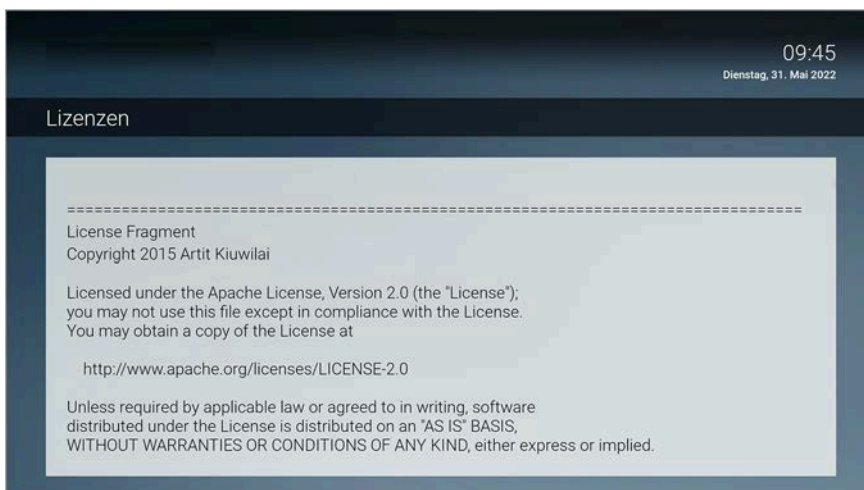 09:45
Dienstag, 31. Mai 2022
Lizenzen
==================================================================================
License Fragment
Copyright 2015 Artit Kiuwilai
Licensed under the Apache License, Version 2.0 (the "License");
you may not use this file except in compliance with the License.
You may obtain a copy of the License at
http://www.apache.org/licenses/LICENSE-2.0
Unless required by applicable law or agreed to in writing, software
distributed under the License is distributed on an "AS IS" BASIS,
WITHOUT WARRANTIES OR CONDITIONS OF ANY KIND, either express or implied.